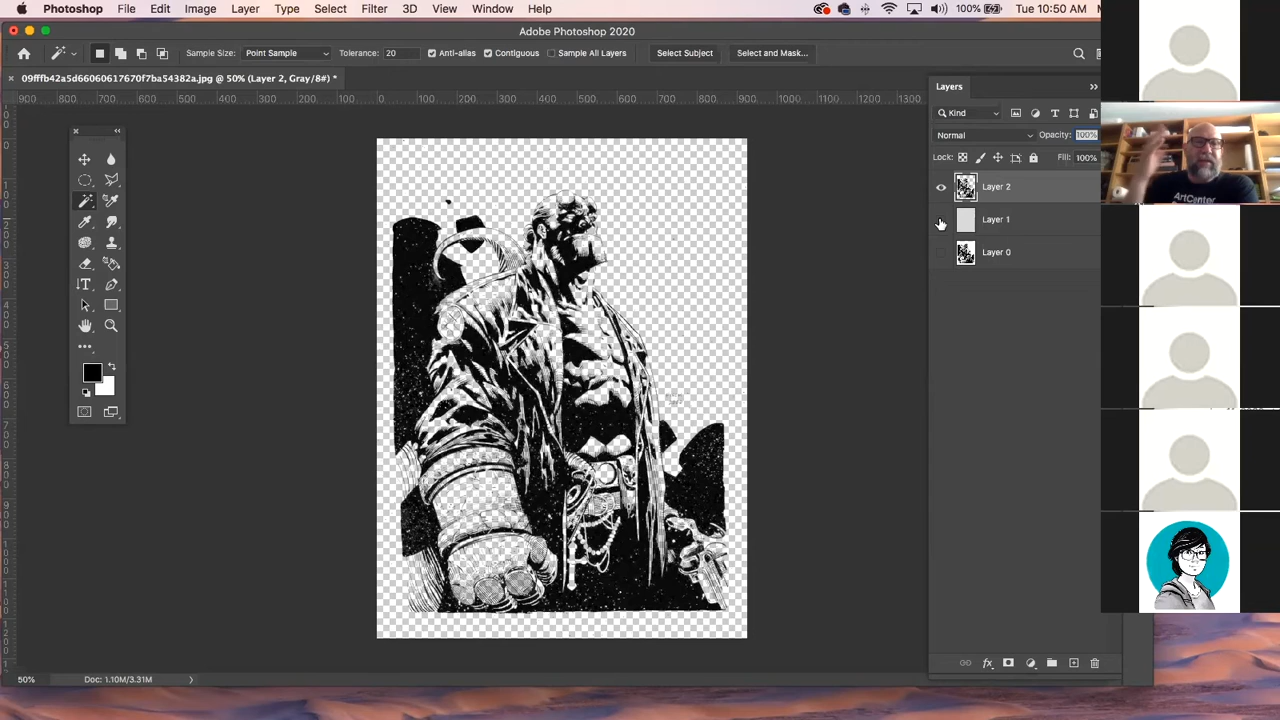 Photoshop File Edit Image Layer Type Select Filter 3D View Window Help 100% Tue 10:50 AM
Adobe Photoshop 2020
Sample Size: Point Sample Tolerance: 20 Anti-alias Contiguous Sample All Layers Select Subject Select and Mask...
09fffb42a5d66060617670f7ba54382a.jpg @ 50% (Layer 2, Gray/8#) *
900 800 700 600 500 400 300 200 100 0 100 200 300 400 500 600 700 800 900 1000 1100 1200 1300
Layers
Kind
Normal Opacity: 100%
Lock: Fill: 100%
Layer 2
Layer 1
Layer 0
ArtCenter
50% Doc: 1.10M/3.31M